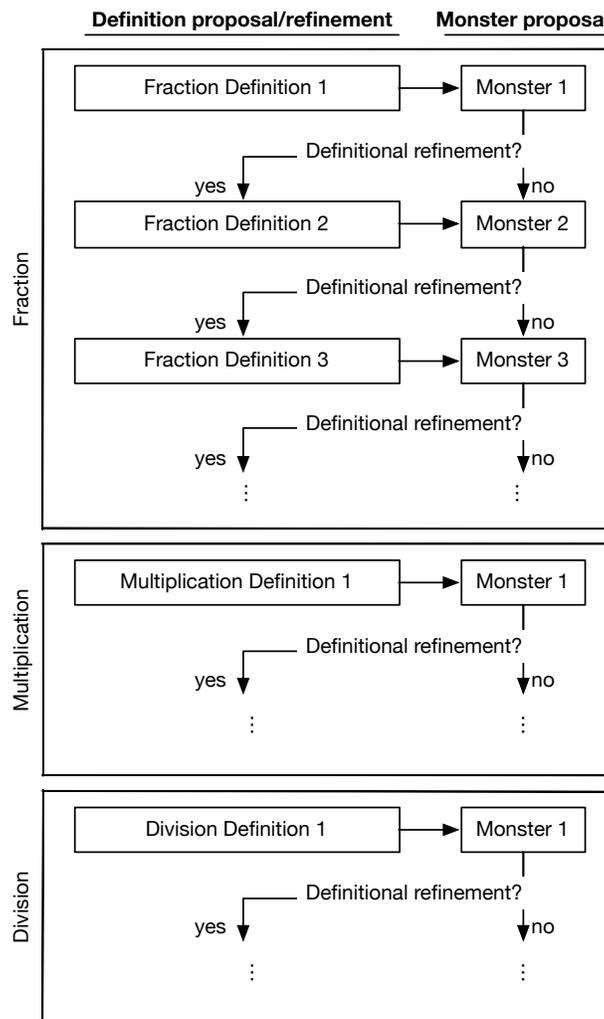 Definition proposal/refinement Monster proposa
Fraction
Fraction Definition 1 Monster 1
Definitional refinement?
yes no
Fraction Definition 2 Monster 2
Definitional refinement?
yes no
Fraction Definition 3 Monster 3
Definitional refinement?
yes no
⋮ ⋮
Multiplication
Multiplication Definition 1 Monster 1
Definitional refinement?
yes no
⋮ ⋮
Division
Division Definition 1 Monster 1
Definitional refinement?
yes no
⋮ ⋮